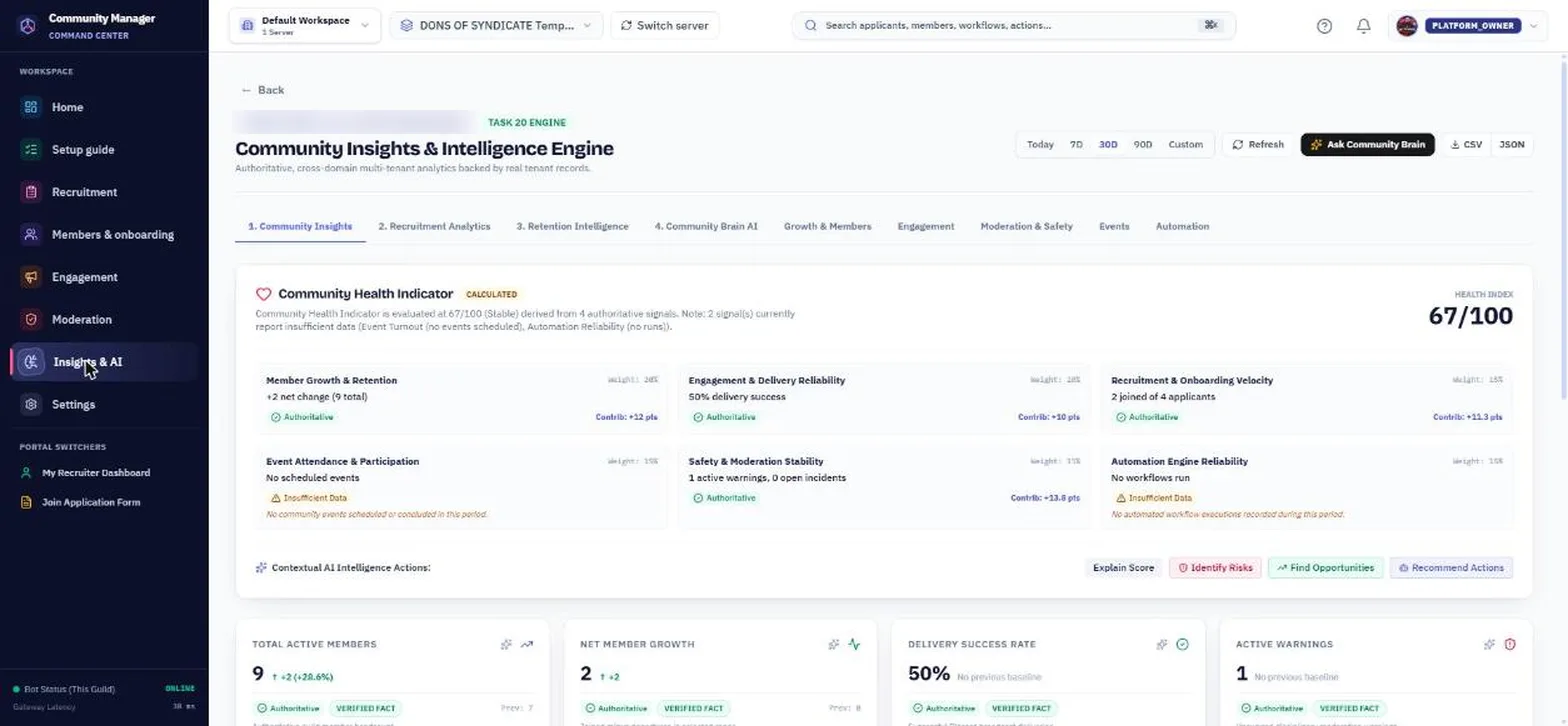 Community Manager
COMMAND CENTER
WORKSPACE
Home
Setup guide
Recruitment
Members & onboarding
Engagement
Moderation
Insights & AI
Settings
PORTAL SWITCHERS
My Recruiter Dashboard
Join Application Form
Bot Status (This Guild) ONLINE
Gateway Latency 38 ms
Default Workspace
1 Server
DONS OF SYNDICATE Temp...
Switch server
Search applicants, members, workflows, actions...
⌘K
PLATFORM_OWNER
← Back
TASK 20 ENGINE
Community Insights & Intelligence Engine
Authoritative, cross-domain multi-tenant analytics backed by real tenant records.
Today 7D 30D 90D Custom
Refresh
Ask Community Brain
CSV JSON
1. Community Insights 2. Recruitment Analytics 3. Retention Intelligence 4. Community Brain AI Growth & Members Engagement Moderation & Safety Events Automation
Community Health Indicator CALCULATED
Community Health Indicator is evaluated at 67/100 (Stable) derived from 4 authoritative signals. Note: 2 signal(s) currently
report insufficient data (Event Turnout (no events scheduled), Automation Reliability (no runs)).
HEALTH INDEX
67/100
Member Growth & Retention Weight: 20%
+2 net change (9 total)
Authoritative Contrib: +12 pts
Engagement & Delivery Reliability Weight: 20%
50% delivery success
Authoritative Contrib: +10 pts
Recruitment & Onboarding Velocity Weight: 15%
2 joined of 4 applicants
Authoritative Contrib: +11.3 pts
Event Attendance & Participation Weight: 15%
No scheduled events
Insufficient Data
No community events scheduled or concluded in this period.
Safety & Moderation Stability Weight: 15%
1 active warnings, 0 open incidents
Authoritative Contrib: +13.8 pts
Automation Engine Reliability Weight: 15%
No workflows run
Insufficient Data
No automated workflow executions recorded during this period.
Contextual AI Intelligence Actions:
Explain Score Identify Risks Find Opportunities Recommend Actions
TOTAL ACTIVE MEMBERS
9 ↑ +2 (+28.6%)
Authoritative VERIFIED FACT Prev: 7
NET MEMBER GROWTH
2 ↑ +2
Authoritative VERIFIED FACT Prev: 0
DELIVERY SUCCESS RATE
50% No previous baseline
Authoritative VERIFIED FACT
ACTIVE WARNINGS
1 No previous baseline
Authoritative VERIFIED FACT